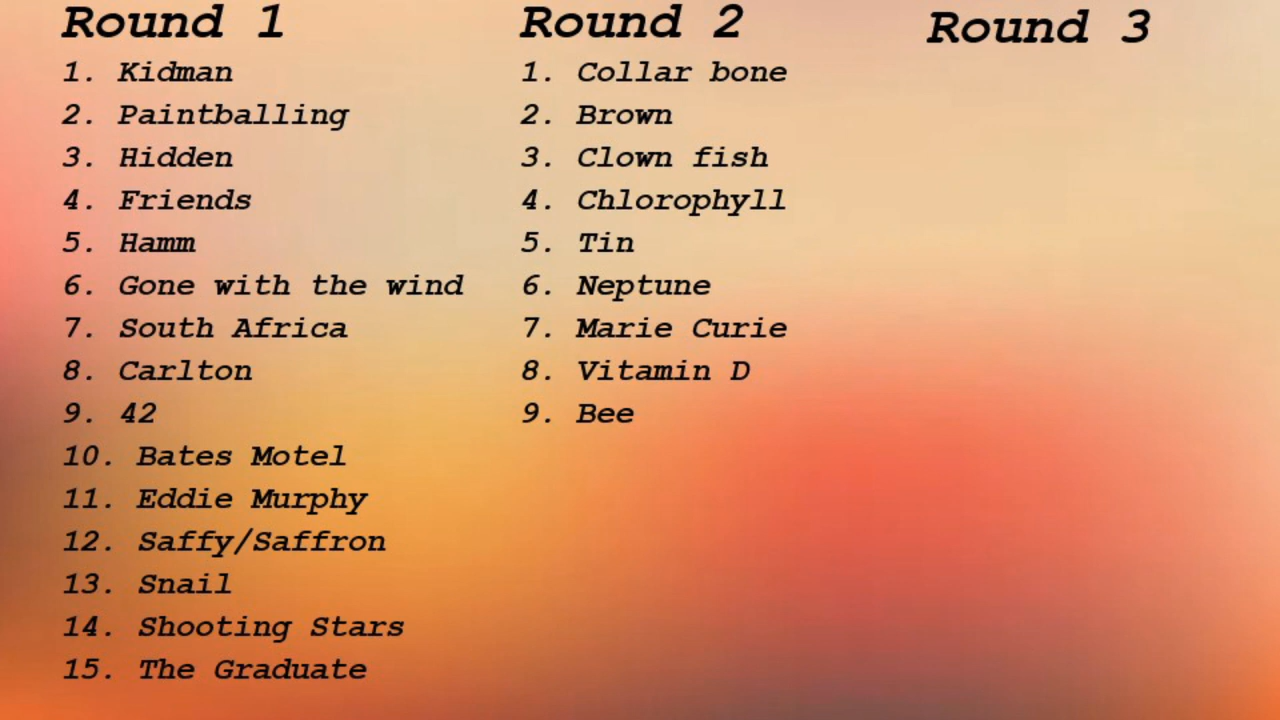 Round 1
1. Kidman
2. Paintballing
3. Hidden
4. Friends
5. Hamm
6. Gone with the wind
7. South Africa
8. Carlton
9. 42
10. Bates Motel
11. Eddie Murphy
12. Saffy/Saffron
13. Snail
14. Shooting Stars
15. The Graduate
Round 2
1. Collar bone
2. Brown
3. Clown fish
4. Chlorophyll
5. Tin
6. Neptune
7. Marie Curie
8. Vitamin D
9. Bee
Round 3